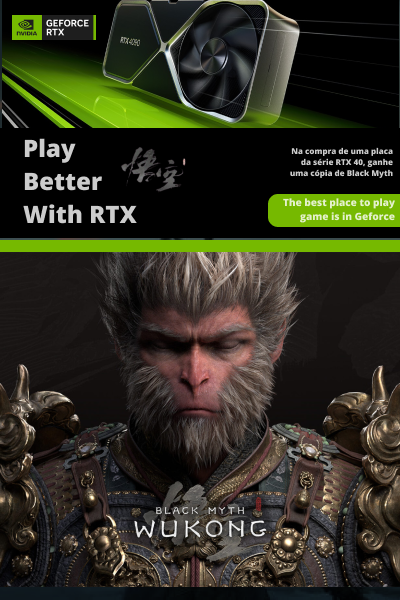 NVIDIA
GEFORCE
RTX
RTX 4090
Play
Better
With RTX
悟空
Na compra de uma placa
da série RTX 40, ganhe
uma cópia de Black Myth
The best place to play
game is in Geforce
BLACK MYTH
WUKONG